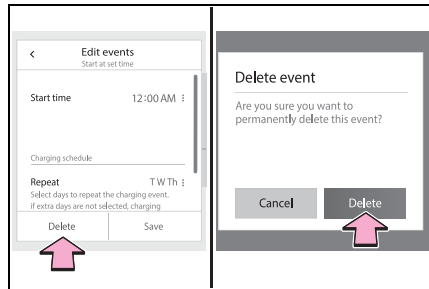 Edit events
Start at set time
Start time 12:00 AM
Charging schedule
Repeat T W Th
Select days to repeat the charging event.
if extra days are not selected, charging
Delete Save
Delete event
Are you sure you want to
permanently delete this event?
Cancel Delete